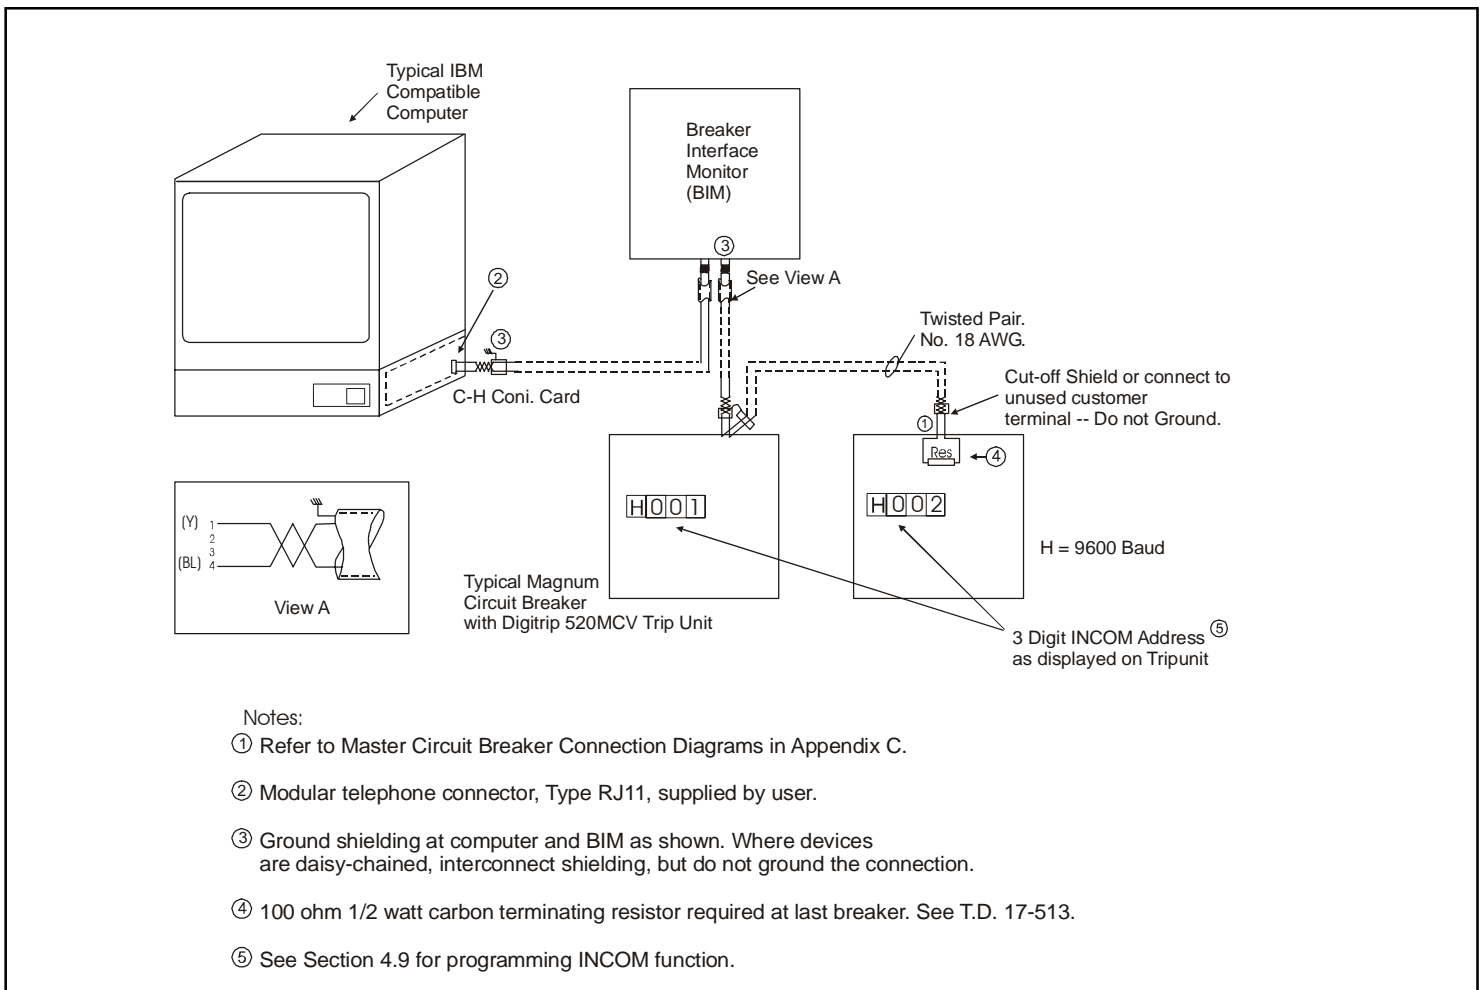 Typical IBM
Compatible
Computer
Breaker
Interface
Monitor
(BIM)
③
See View A
②
③
C-H Coni. Card
Twisted Pair.
No. 18 AWG.
Cut-off Shield or connect to
unused customer
terminal -- Do not Ground.
①
Res
④
H001
H002
H = 9600 Baud
(Y) 1
2
3
(BL) 4
View A
Typical Magnum
Circuit Breaker
with Digitrip 520MCV Trip Unit
3 Digit INCOM Address ⑤
as displayed on Tripunit
Notes:
① Refer to Master Circuit Breaker Connection Diagrams in Appendix C.
② Modular telephone connector, Type RJ11, supplied by user.
③ Ground shielding at computer and BIM as shown. Where devices
are daisy-chained, interconnect shielding, but do not ground the connection.
④ 100 ohm 1/2 watt carbon terminating resistor required at last breaker. See T.D. 17-513.
⑤ See Section 4.9 for programming INCOM function.